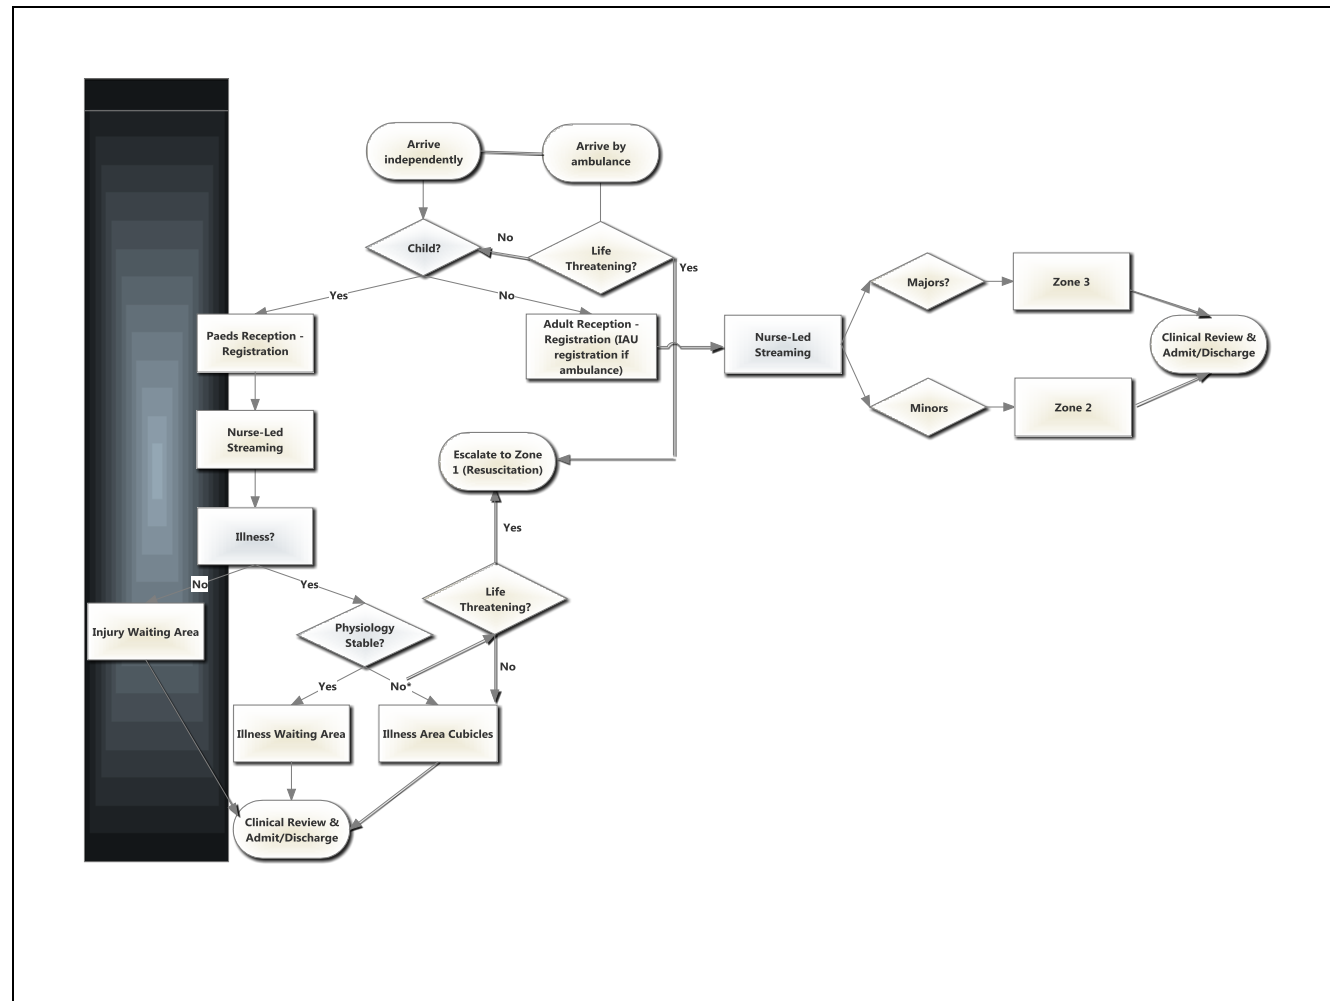 Arrive
independently
Arrive by
ambulance
Child?
No
Life
Threatening?
Yes
Yes
No
Majors?
Zone 3
Paeds Reception -
Registration
Adult Reception -
Registration (IAU
registration if
ambulance)
Nurse-Led
Streaming
Clinical Review &
Admit/Discharge
Minors
Zone 2
Nurse-Led
Streaming
Escalate to Zone
1 (Resuscitation)
Illness?
Yes
No
Yes
Life
Threatening?
Injury Waiting Area
Physiology
Stable?
Yes
No*
No
Illness Waiting Area
Illness Area Cubicles
Clinical Review &
Admit/Discharge